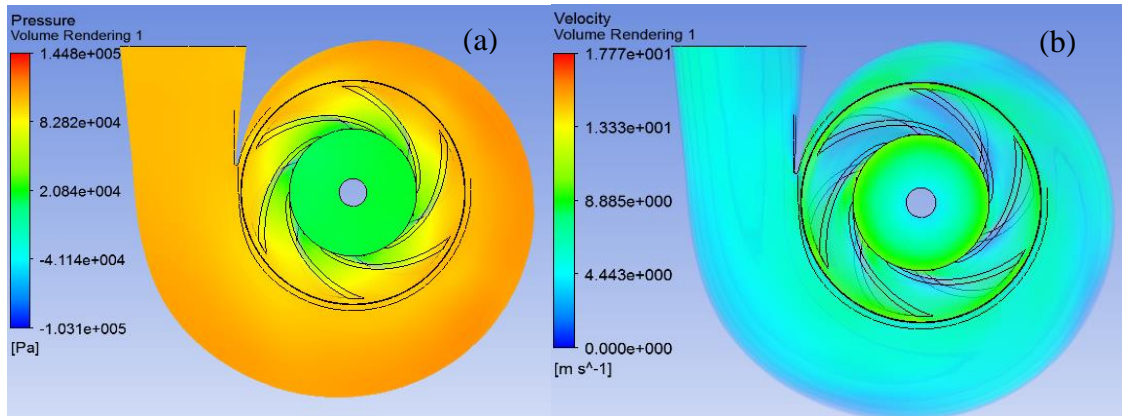 Pressure
Volume Rendering 1
(a)
1.448e+005
8.282e+004
2.084e+004
-4.114e+004
-1.031e+005
[Pa]
Velocity
Volume Rendering 1
(b)
1.777e+001
1.333e+001
8.885e+000
4.443e+000
0.000e+000
[m s^-1]